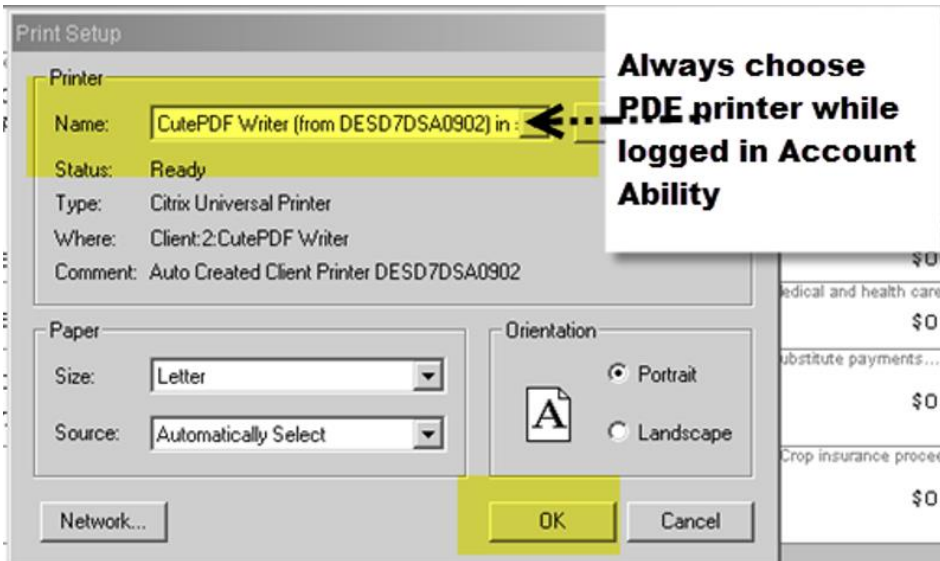 Print Setup
Printer
Name: CutePDF Writer (from DESD7DSA0902) in
Status: Ready
Type: Citrix Universal Printer
Where: Client:2:CutePDF Writer
Comment: Auto Created Client Printer DESD7DSA0902
Always choose
PDF printer while
logged in Account
Ability
Paper
Size: Letter
Source: Automatically Select
Orientation
A
Portrait
Landscape
Network...
OK
Cancel
$0
edical and health care
$0
ubstitute payments...
$0
Crop insurance procee
$0